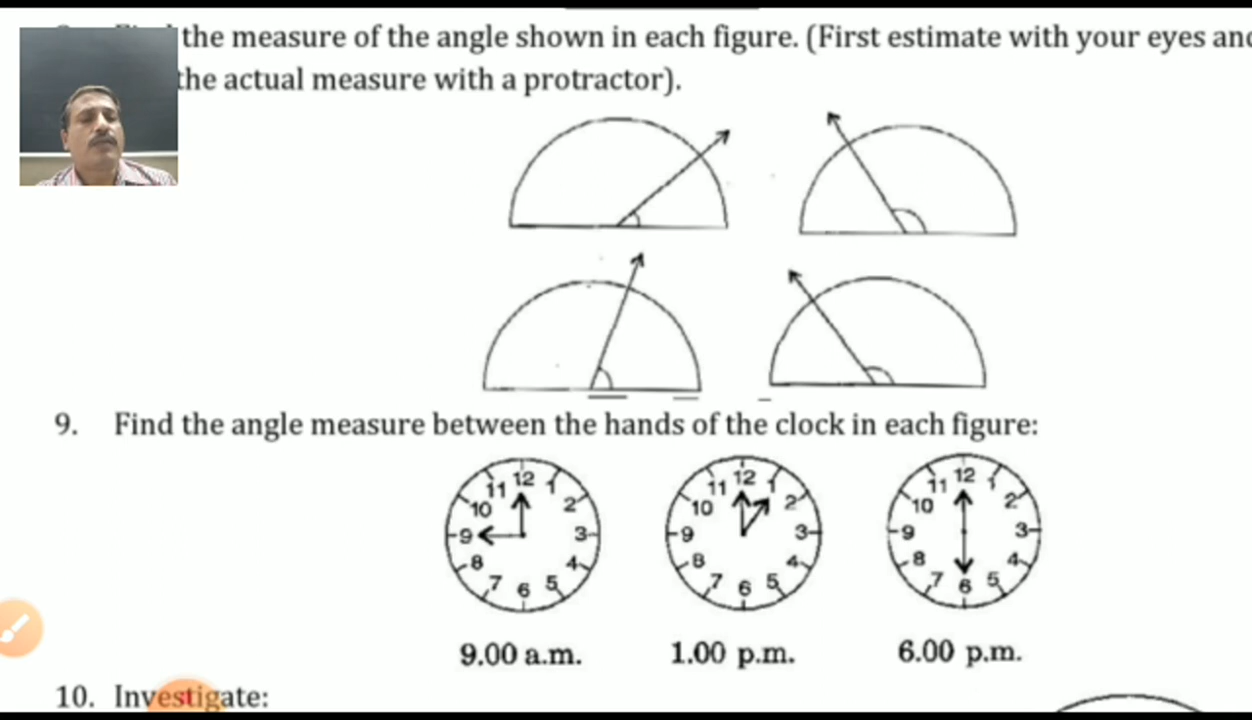 the measure of the angle shown in each figure. (First estimate with your eyes and
the actual measure with a protractor).
9. Find the angle measure between the hands of the clock in each figure:
12 1 2 3 4 5 6 7 8 9 10 11
12 1 2 3 4 5 6 7 8 9 10 11
12 1 2 3 4 5 6 7 8 9 10 11
9.00 a.m. 1.00 p.m. 6.00 p.m.
10. Investigate: